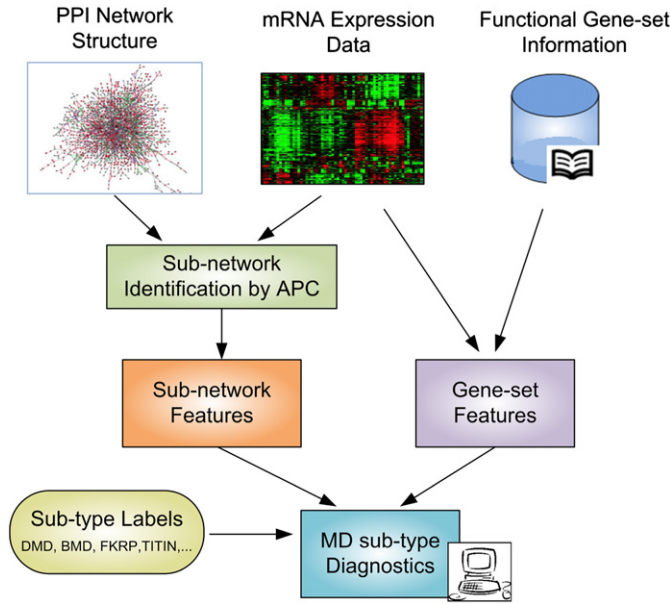 PPI Network
Structure
mRNA Expression
Data
Functional Gene-set
Information
Sub-network
Identification by APC
Sub-network
Features
Gene-set
Features
Sub-type Labels
DMD, BMD, FKRP,TITIN,...
MD sub-type
Diagnostics